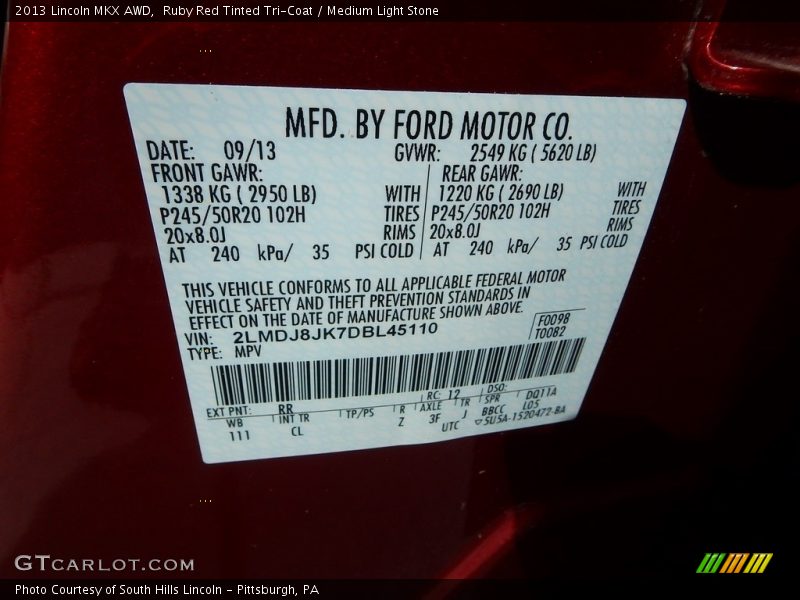 2013 Lincoln MKX AWD, Ruby Red Tinted Tri-Coat / Medium Light Stone
MFD. BY FORD MOTOR CO.
DATE: 09/13 GVWR: 2549 KG ( 5620 LB)
FRONT GAWR: REAR GAWR:
1338 KG ( 2950 LB) WITH 1220 KG ( 2690 LB) WITH
P245/50R20 102H TIRES P245/50R20 102H TIRES
20x8.0J RIMS 20x8.0J RIMS
AT 240 kPa/ 35 PSI COLD AT 240 kPa/ 35 PSI COLD
THIS VEHICLE CONFORMS TO ALL APPLICABLE FEDERAL MOTOR
VEHICLE SAFETY AND THEFT PREVENTION STANDARDS IN
EFFECT ON THE DATE OF MANUFACTURE SHOWN ABOVE.
F0098
VIN: 2LMDJ8JK7DBL45110 T0082
TYPE: MPV
EXT PNT: RR RC: 12 DSO:
WB INT TR TP/PS R AXLE TR SPR DQ11A
111 CL Z 3F J BBCC L05
UTC ▽5U5A-1520472-BA
GTCARLOT.COM
Photo Courtesy of South Hills Lincoln - Pittsburgh, PA